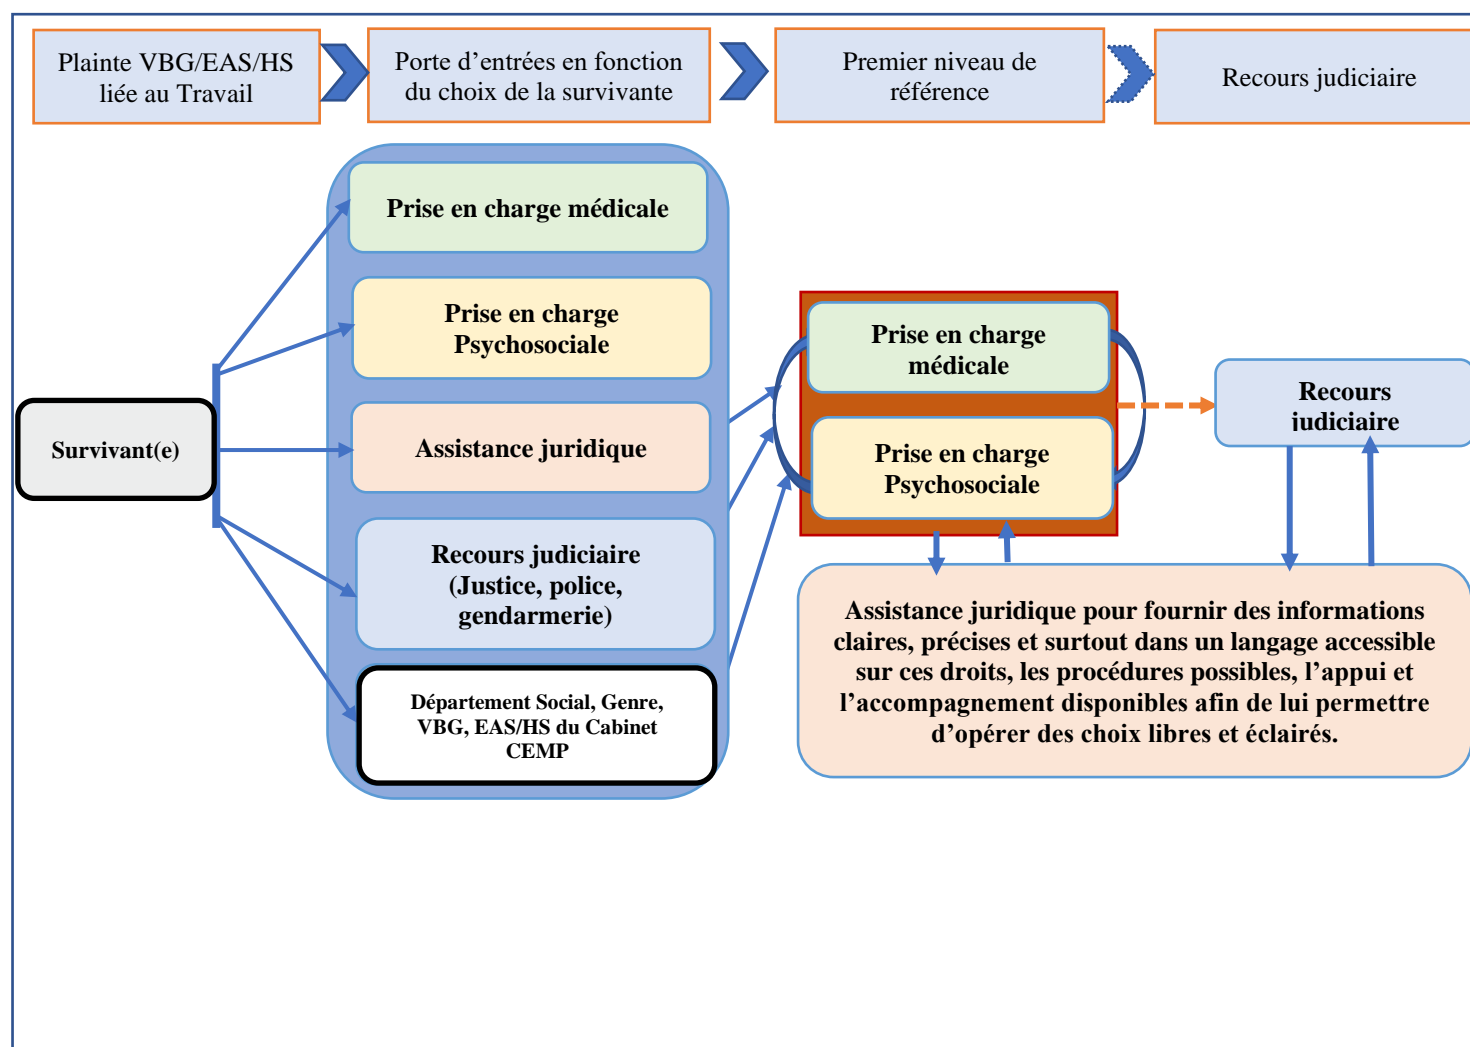 Plainte VBG/EAS/HS
liée au Travail
Porte d’entrées en fonction
du choix de la survivante
Premier niveau de
référence
Recours judiciaire
Survivant(e)
Prise en charge médicale
Prise en charge
Psychosociale
Assistance juridique
Recours judiciaire
(Justice, police,
gendarmerie)
Département Social, Genre,
VBG, EAS/HS du Cabinet
CEMP
Prise en charge
médicale
Prise en charge
Psychosociale
Recours
judiciaire
Assistance juridique pour fournir des informations
claires, précises et surtout dans un langage accessible
sur ces droits, les procédures possibles, l’appui et
l’accompagnement disponibles afin de lui permettre
d’opérer des choix libres et éclairés.